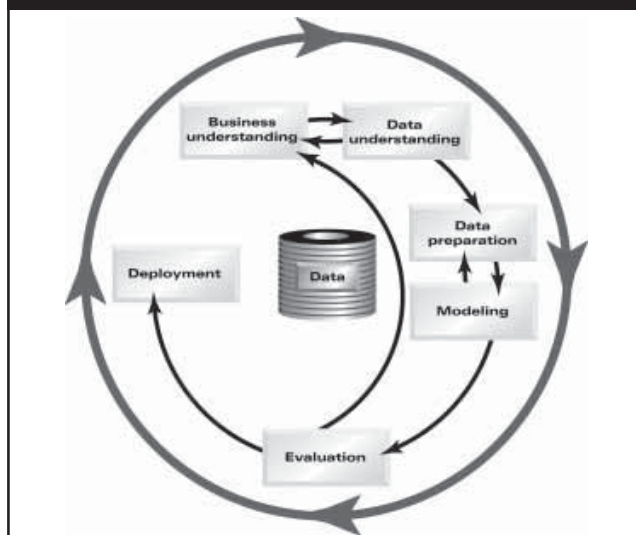 Business
understanding
Data
understanding
Data
preparation
Modeling
Evaluation
Deployment
Data